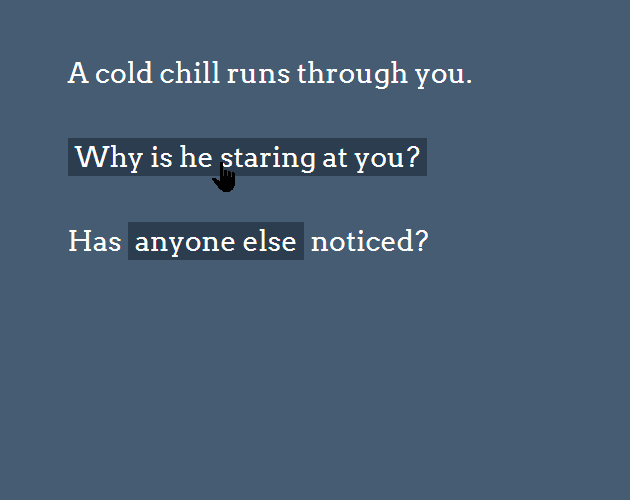 A cold chill runs through you.
Why is he staring at you?
Has anyone else noticed?